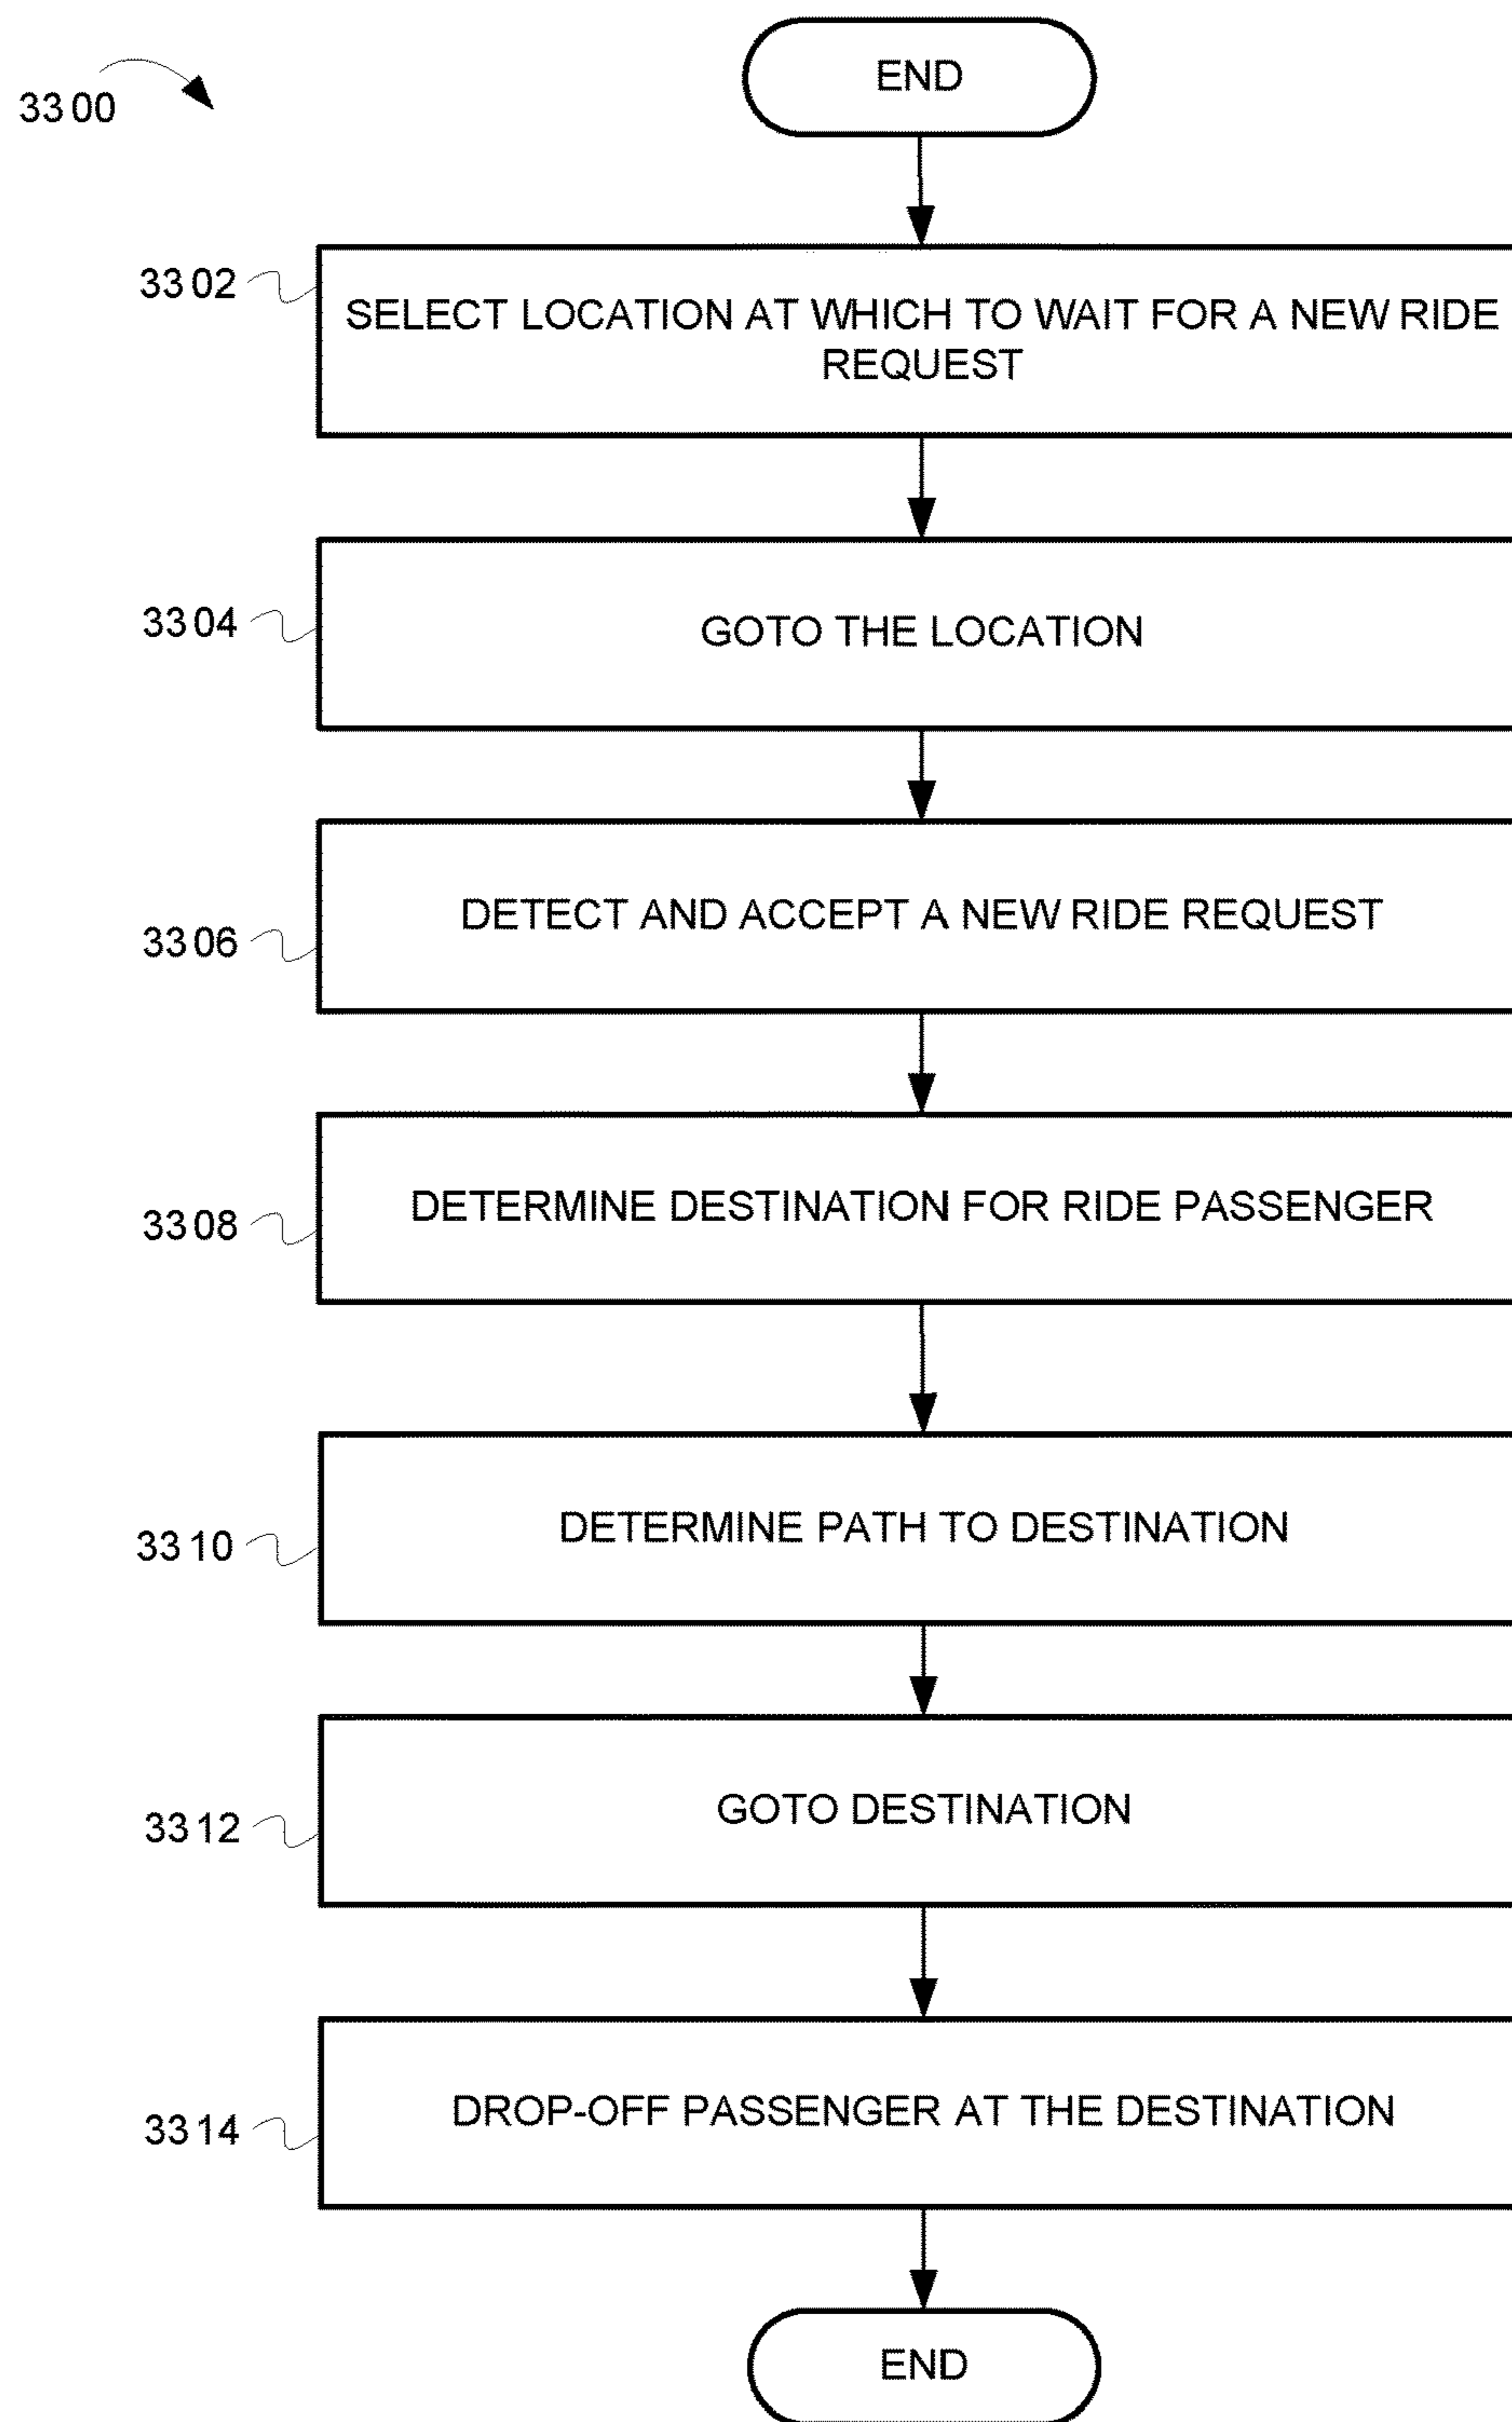 3300
END
3302
SELECT LOCATION AT WHICH TO WAIT FOR A NEW RIDE
REQUEST
3304
GOTO THE LOCATION
3306
DETECT AND ACCEPT A NEW RIDE REQUEST
3308
DETERMINE DESTINATION FOR RIDE PASSENGER
3310
DETERMINE PATH TO DESTINATION
3312
GOTO DESTINATION
3314
DROP-OFF PASSENGER AT THE DESTINATION
END